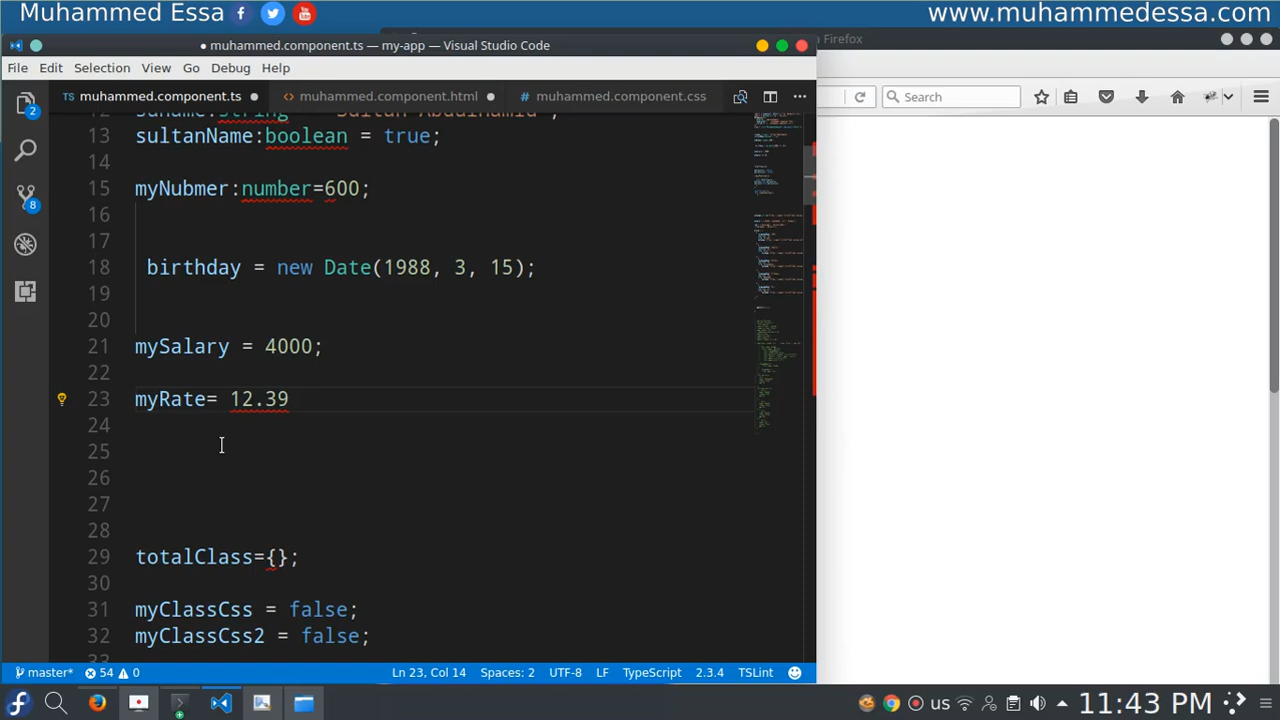 Muhammed Essa
www.muhammedessa.com
muhammed.component.ts — my-app — Visual Studio Code
Firefox
File Edit Selection View Go Debug Help
muhammed.component.ts muhammed.component.html muhammed.component.css
Search
13 sultanName:boolean = true;
14
15 myNubmer:number=600;
16
17
18 birthday = new Date(1988, 3, 15);
19
20
21 mySalary = 4000;
22
23 myRate= 12.39
24
25
26
27
28
29 totalClass={};
30
31 myClassCss = false;
32 myClassCss2 = false;
2
8
master* 54 0 Ln 23, Col 14 Spaces: 2 UTF-8 LF TypeScript 2.3.4 TSLint
us 11:43 PM